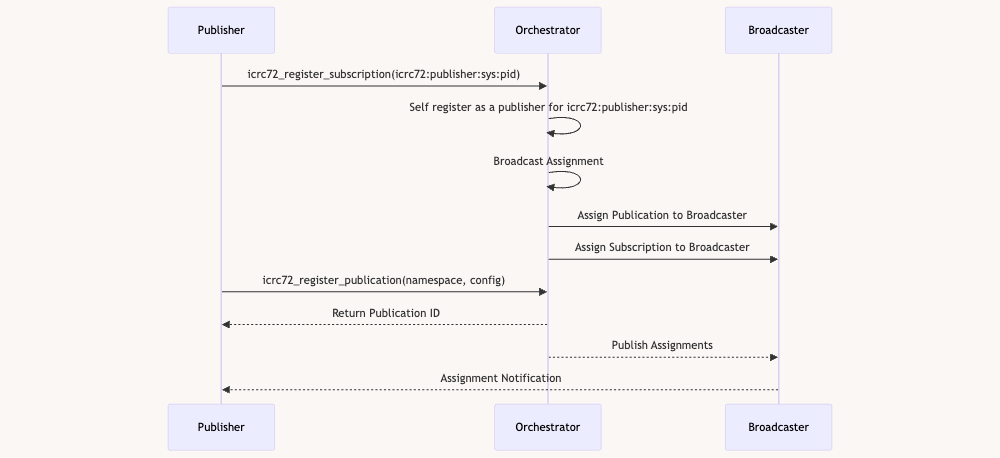 Publisher
Orchestrator
Broadcaster
icrc72_register_subscription(icrc72:publisher:sys:pid)
Self register as a publisher for icrc72:publisher:sys:pid
Broadcast Assignment
Assign Publication to Broadcaster
Assign Subscription to Broadcaster
icrc72_register_publication(namespace, config)
Return Publication ID
Publish Assignments
Assignment Notification
Publisher
Orchestrator
Broadcaster